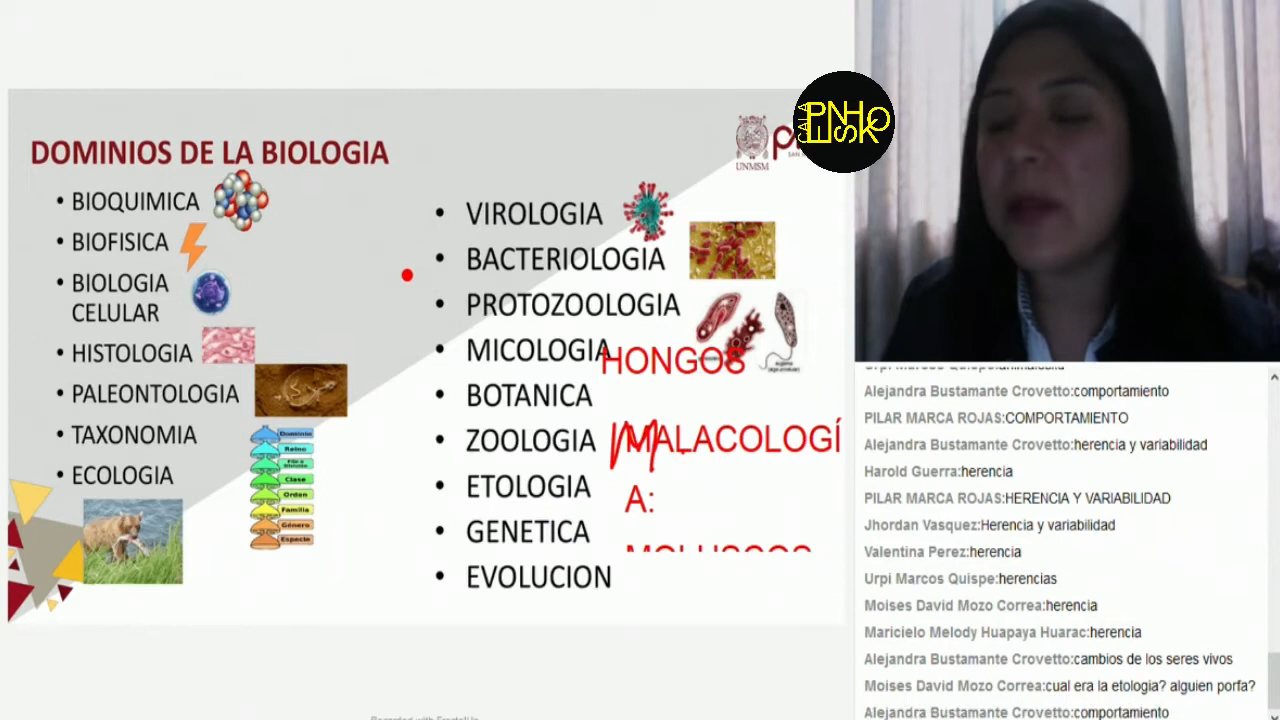 DOMINIOS DE LA BIOLOGIA
UNMSM
CALA
PNHO
ESK
• BIOQUIMICA
• BIOFISICA
• BIOLOGIA
CELULAR
• HISTOLOGIA
• PALEONTOLOGIA
• TAXONOMIA
• ECOLOGIA
Dominio
Reino
Clase
Orden
Familia
Género
Especie
• VIROLOGIA
• BACTERIOLOGIA
• PROTOZOOLOGIA
• MICOLOGIA
HONGOS
• BOTANICA
• ZOOLOGIA
MALACOLOGÍ
A:
MOLUSCOS
• ETOLOGIA
• GENETICA
• EVOLUCION
Alejandra Bustamante Crovetto:comportamiento
PILAR MARCA ROJAS:COMPORTAMIENTO
Alejandra Bustamante Crovetto:herencia y variabilidad
Harold Guerra:herencia
PILAR MARCA ROJAS:HERENCIA Y VARIABILIDAD
Jhordan Vasquez:Herencia y variabilidad
Valentina Perez:herencia
Urpi Marcos Quispe:herencias
Moises David Mozo Correa:herencia
Maricielo Melody Huapaya Huarac:herencia
Alejandra Bustamante Crovetto:cambios de los seres vivos
Moises David Mozo Correa:cual era la etologia? alguien porfa?
Alejandra Bustamante Crovetto:comportamiento